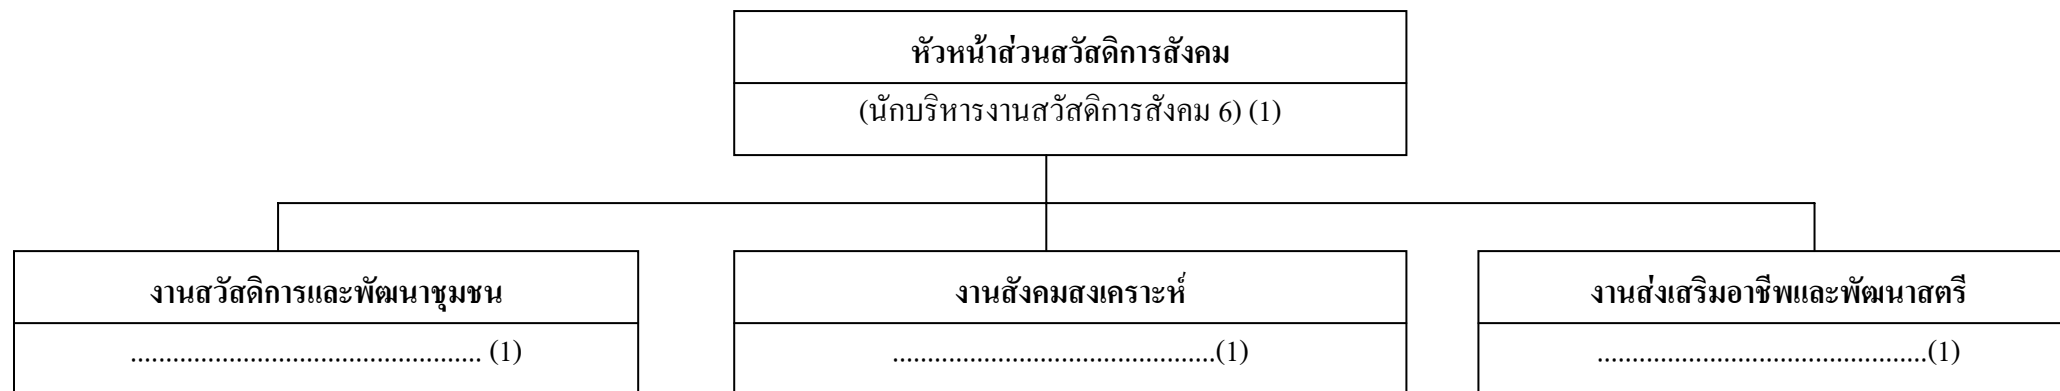 หัวหน้าส่วนสวัสดิการสังคม
(นักบริหารงานสวัสดิการสังคม 6) (1)
งานสวัสดิการและพัฒนาชุมชน
.................................................. (1)
งานสังคมสงเคราะห์
..............................................(1)
งานส่งเสริมอาชีพและพัฒนาสตรี
...............................................(1)